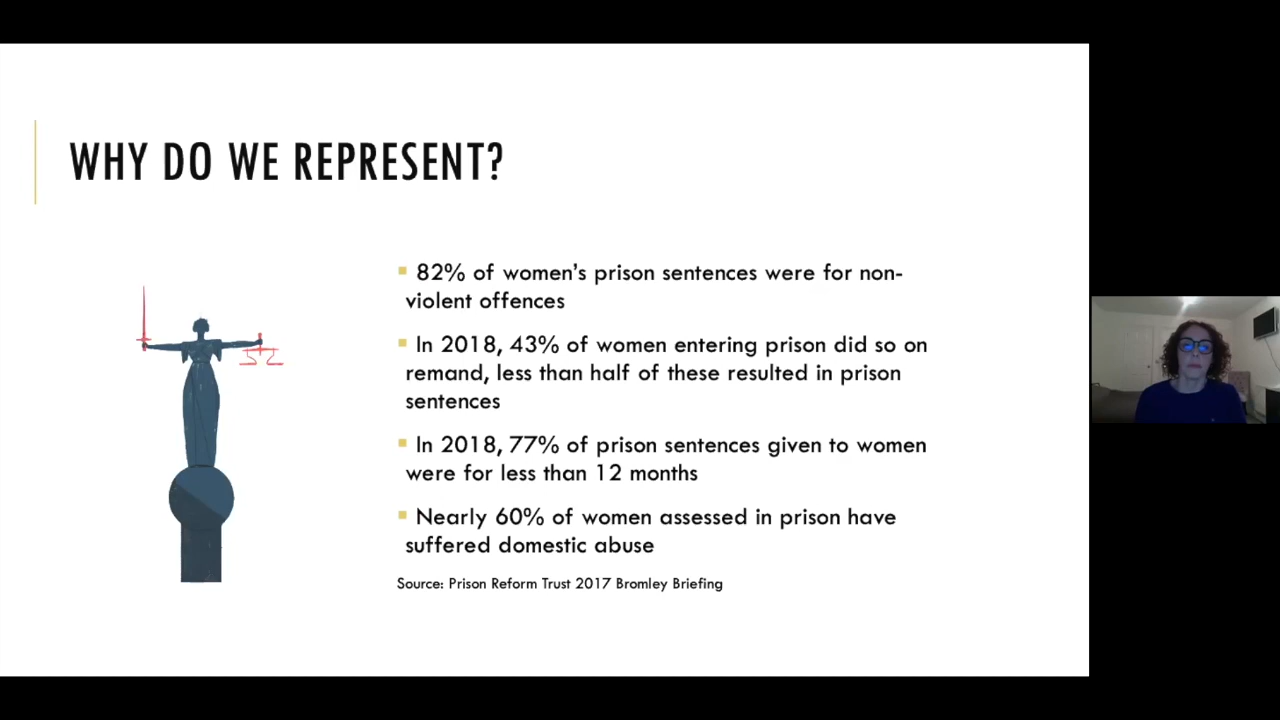 WHY DO WE REPRESENT?
▪ 82% of women’s prison sentences were for non-
violent offences
▪ In 2018, 43% of women entering prison did so on
remand, less than half of these resulted in prison
sentences
▪ In 2018, 77% of prison sentences given to women
were for less than 12 months
▪ Nearly 60% of women assessed in prison have
suffered domestic abuse
Source: Prison Reform Trust 2017 Bromley Briefing